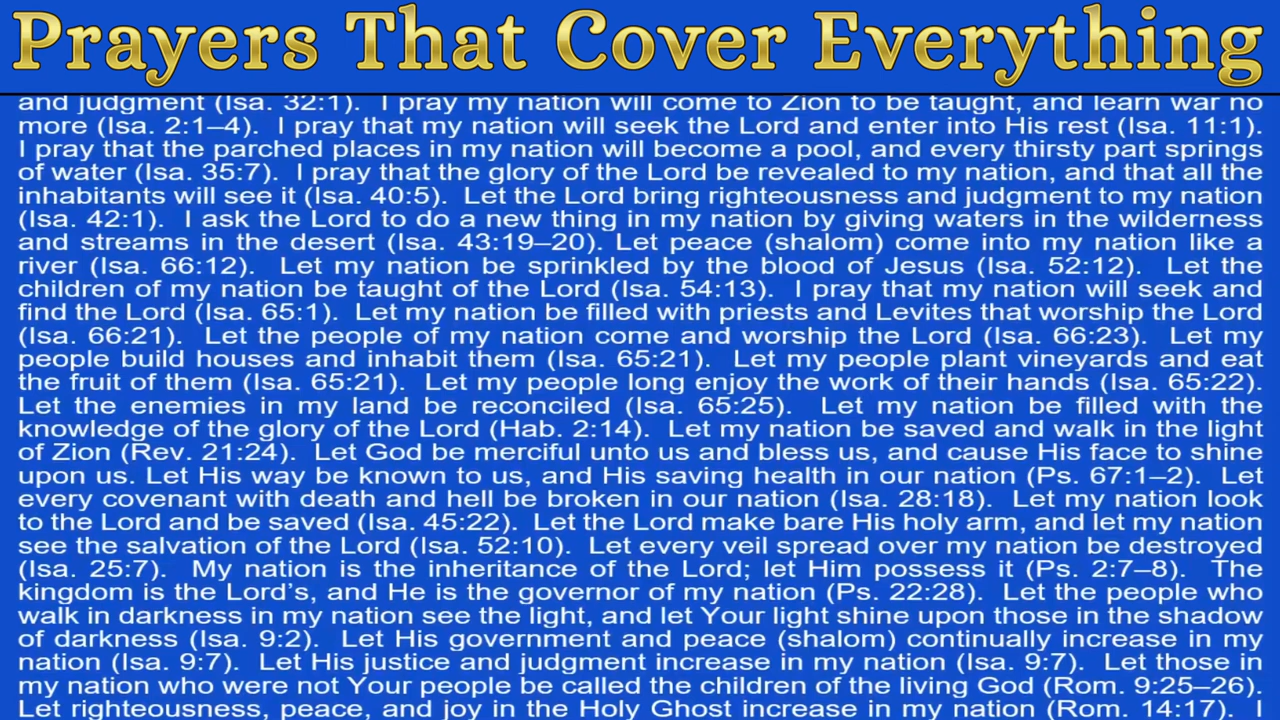 Prayers That Cover Everything
and judgment (Isa. 32:1). I pray my nation will come to Zion to be taught, and learn war no
more (Isa. 2:1–4). I pray that my nation will seek the Lord and enter into His rest (Isa. 11:1).
I pray that the parched places in my nation will become a pool, and every thirsty part springs
of water (Isa. 35:7). I pray that the glory of the Lord be revealed to my nation, and that all the
inhabitants will see it (Isa. 40:5). Let the Lord bring righteousness and judgment to my nation
(Isa. 42:1). I ask the Lord to do a new thing in my nation by giving waters in the wilderness
and streams in the desert (Isa. 43:19–20). Let peace (shalom) come into my nation like a
river (Isa. 66:12). Let my nation be sprinkled by the blood of Jesus (Isa. 52:12). Let the
children of my nation be taught of the Lord (Isa. 54:13). I pray that my nation will seek and
find the Lord (Isa. 65:1). Let my nation be filled with priests and Levites that worship the Lord
(Isa. 66:21). Let the people of my nation come and worship the Lord (Isa. 66:23). Let my
people build houses and inhabit them (Isa. 65:21). Let my people plant vineyards and eat
the fruit of them (Isa. 65:21). Let my people long enjoy the work of their hands (Isa. 65:22).
Let the enemies in my land be reconciled (Isa. 65:25). Let my nation be filled with the
knowledge of the glory of the Lord (Hab. 2:14). Let my nation be saved and walk in the light
of Zion (Rev. 21:24). Let God be merciful unto us and bless us, and cause His face to shine
upon us. Let His way be known to us, and His saving health in our nation (Ps. 67:1–2). Let
every covenant with death and hell be broken in our nation (Isa. 28:18). Let my nation look
to the Lord and be saved (Isa. 45:22). Let the Lord make bare His holy arm, and let my nation
see the salvation of the Lord (Isa. 52:10). Let every veil spread over my nation be destroyed
(Isa. 25:7). My nation is the inheritance of the Lord; let Him possess it (Ps. 2:7–8). The
kingdom is the Lord's, and He is the governor of my nation (Ps. 22:28). Let the people who
walk in darkness in my nation see the light, and let Your light shine upon those in the shadow
of darkness (Isa. 9:2). Let His government and peace (shalom) continually increase in my
nation (Isa. 9:7). Let His justice and judgment increase in my nation (Isa. 9:7). Let those in
my nation who were not Your people be called the children of the living God (Rom. 9:25–26).
Let righteousness, peace, and joy in the Holy Ghost increase in my nation (Rom. 14:17). I